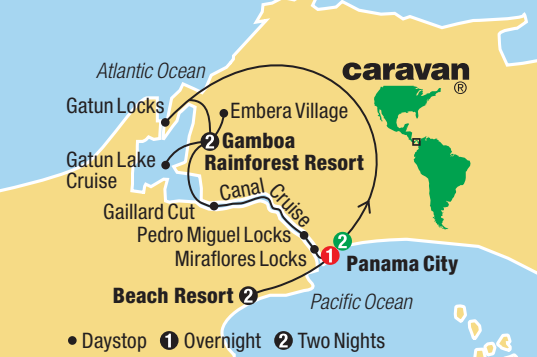 Atlantic Ocean
caravan
®
Gatun Locks
Embera Village
2 Gamboa
Rainforest Resort
Gatun Lake
Cruise
Canal Cruise
Gaillard Cut
Pedro Miguel Locks
Miraflores Locks
2
1
Panama City
Beach Resort 2
Pacific Ocean
• Daystop 1 Overnight 2 Two Nights